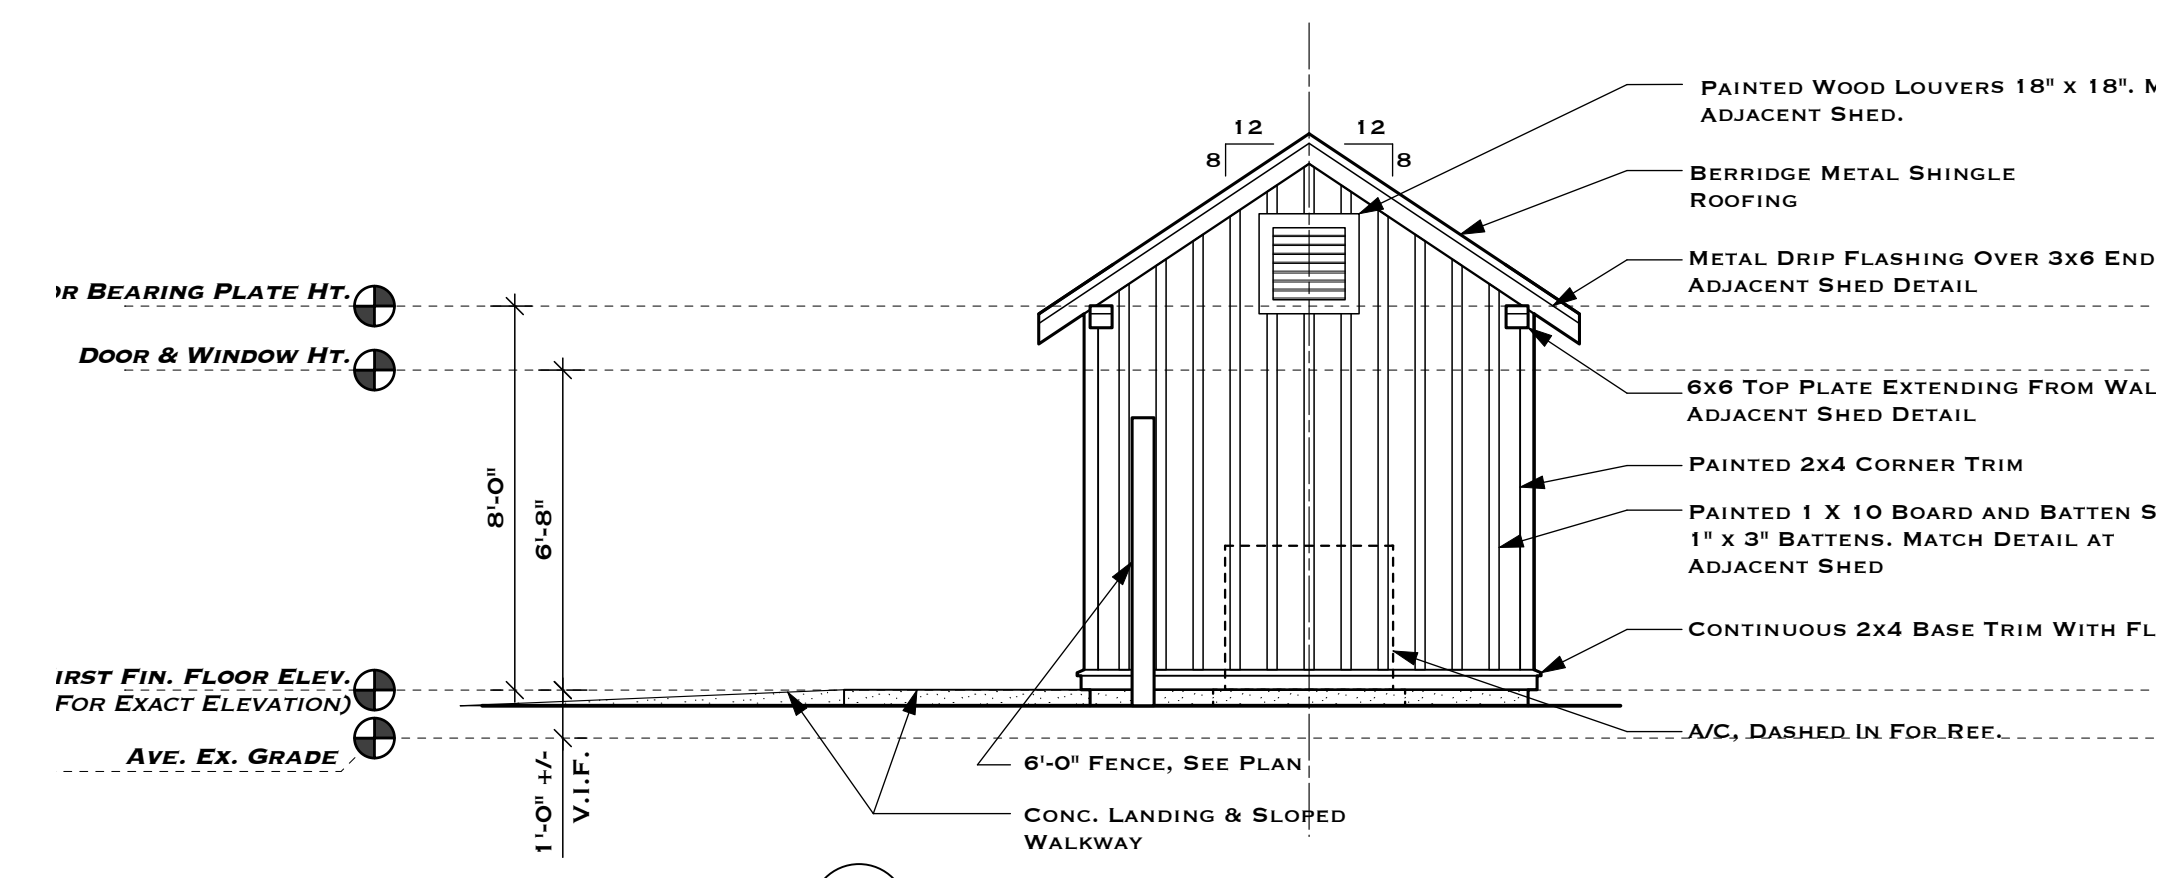 12 12
8 8
Painted Wood Louvers 18" x 18".
Adjacent Shed.
Berridge Metal Shingle
Roofing
Metal Drip Flashing Over 3x6 End
Adjacent Shed Detail
6x6 Top Plate Extending From
Adjacent Shed Detail
Painted 2x4 Corner Trim
Painted 1 x 10 Board and Batten
1" x 3" Battens. Match Detail at
Adjacent Shed
Continuous 2x4 Base Trim With
A/C, Dashed In For Ref.
Bearing Plate Ht.
Door & Window Ht.
8'-0"
6'-8"
Fin. Floor Elev.
For Exact Elevation)
Ave. Ex. Grade
1'-0" +/-
V.I.F.
6'-0" Fence, See Plan
Conc. Landing & Sloped
Walkway